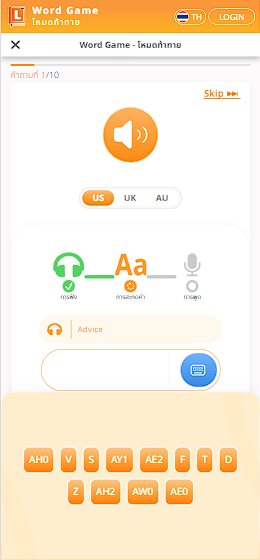 Word Game
โหมดท้าทาย
TH
LOGIN
Word Game - โหมดท้าทาย
คำถามที่ 1/10
Skip
US UK AU
Aa
การฟัง การสะกดคำ การพูด
Advice
AH0 V S AY1 AE2 F T D
Z AH2 AW0 AE0